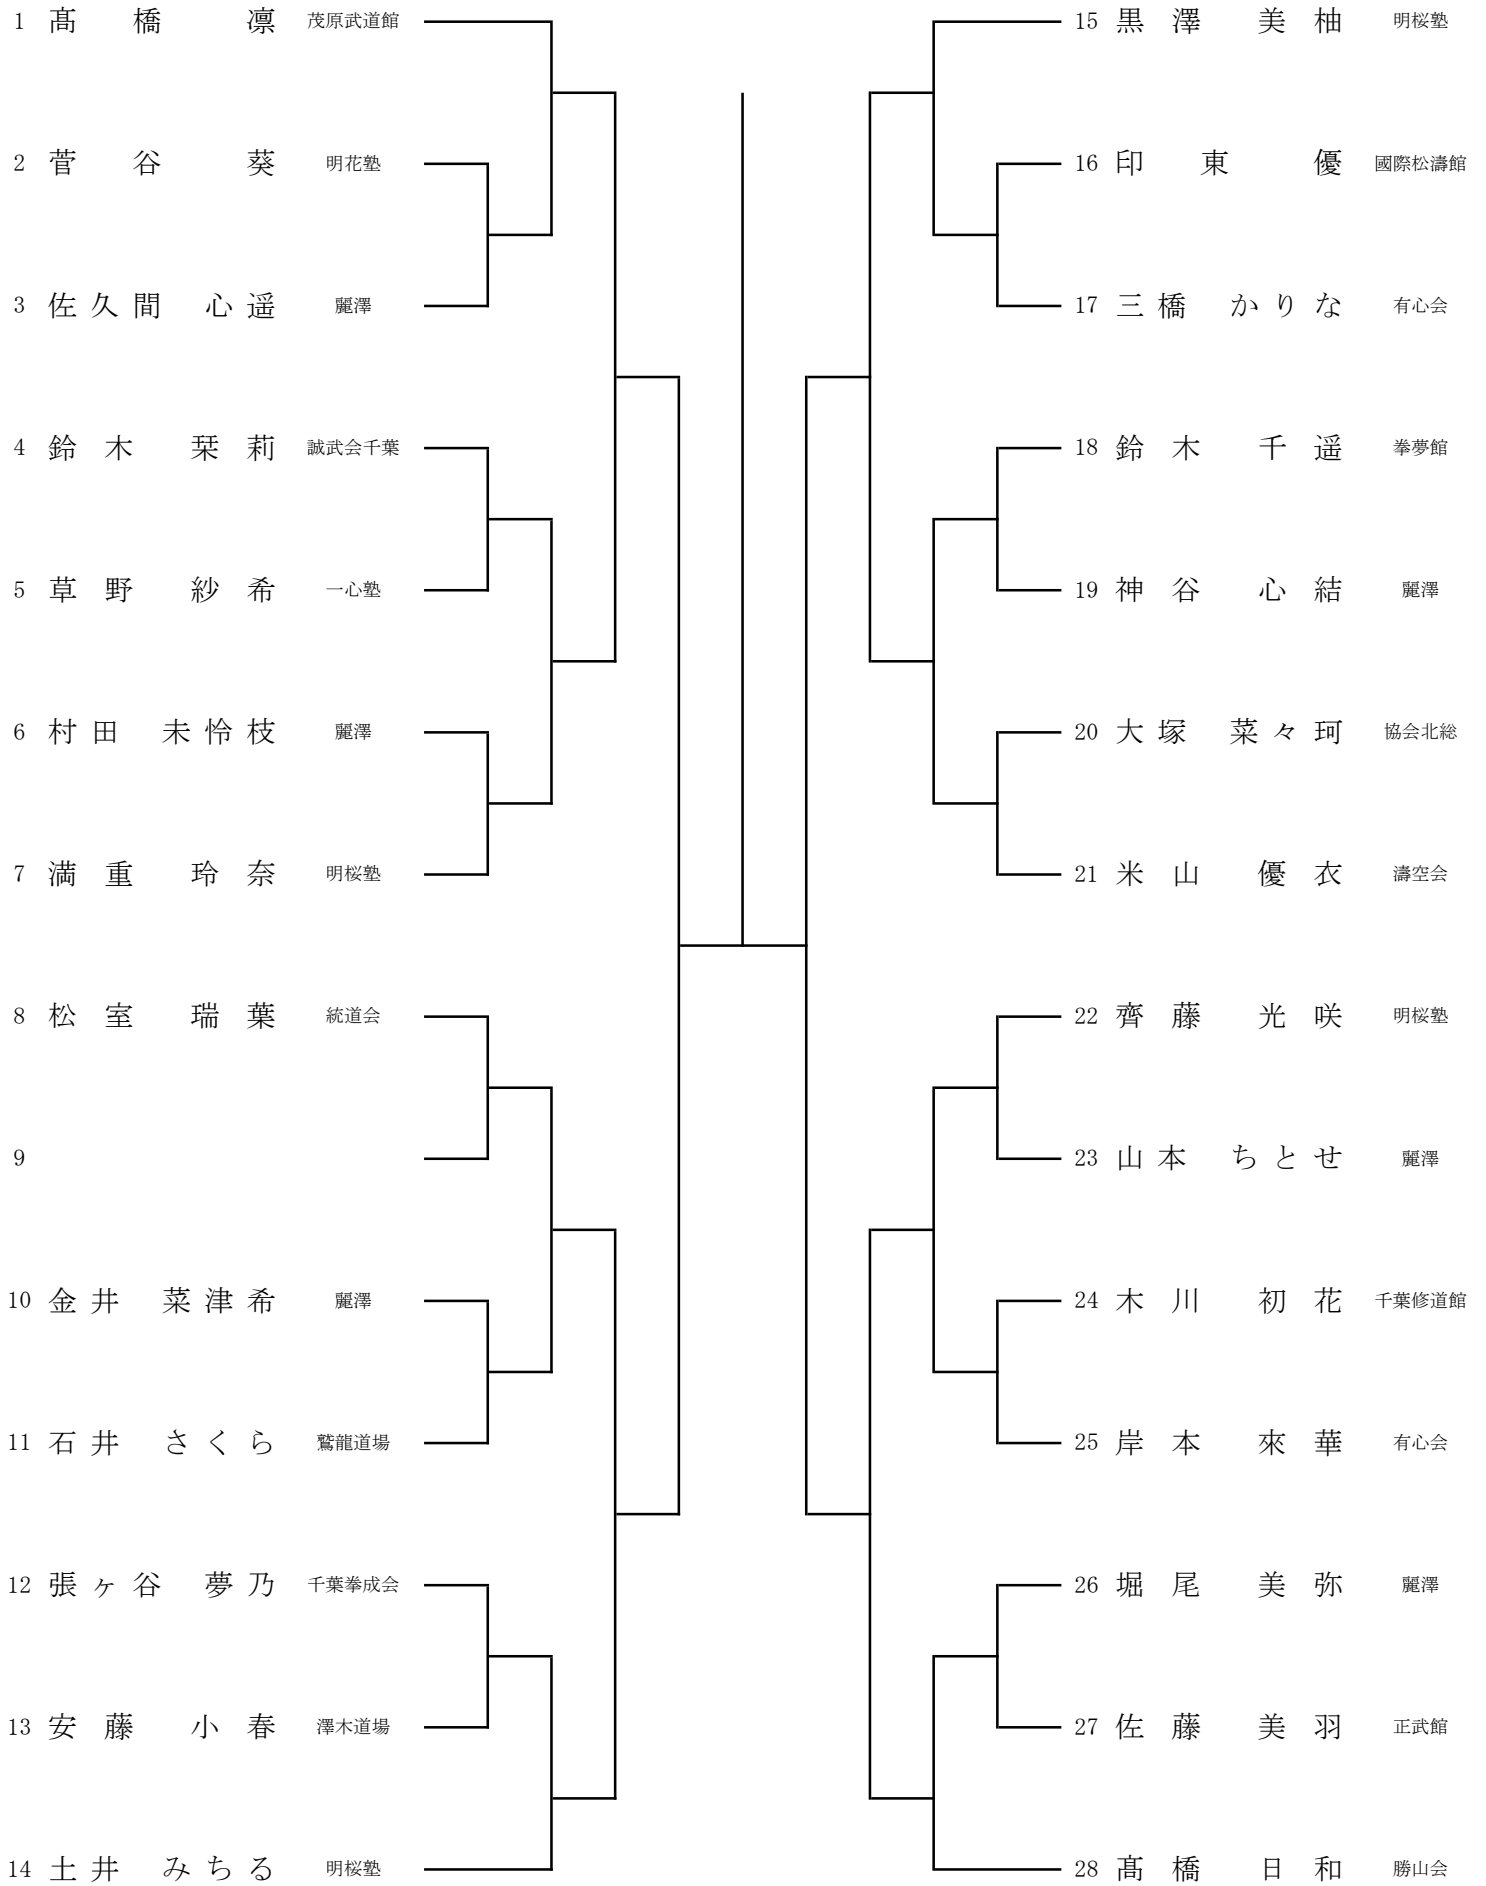 1 髙橋 凛 茂原武道館
2 菅谷 葵 明花塾
3 佐久間 心遥 麗澤
4 鈴木 栞莉 誠武会千葉
5 草野 紗希 一心塾
6 村田 未怜枝 麗澤
7 満重 玲奈 明桜塾
8 松室 瑞葉 統道会
9
10 金井 菜津希 麗澤
11 石井 さくら 鷲龍道場
12 張ヶ谷 夢乃 千葉拳成会
13 安藤 小春 澤木道場
14 土井 みちる 明桜塾
15 黒澤 美柚 明桜塾
16 印東 優 國際松濤館
17 三橋 かりな 有心会
18 鈴木 千遥 拳夢館
19 神谷 心結 麗澤
20 大塚 菜々珂 協会北総
21 米山 優衣 濤空会
22 齊藤 光咲 明桜塾
23 山本 ちとせ 麗澤
24 木川 初花 千葉修道館
25 岸本 來華 有心会
26 堀尾 美弥 麗澤
27 佐藤 美羽 正武館
28 髙橋 日和 勝山会